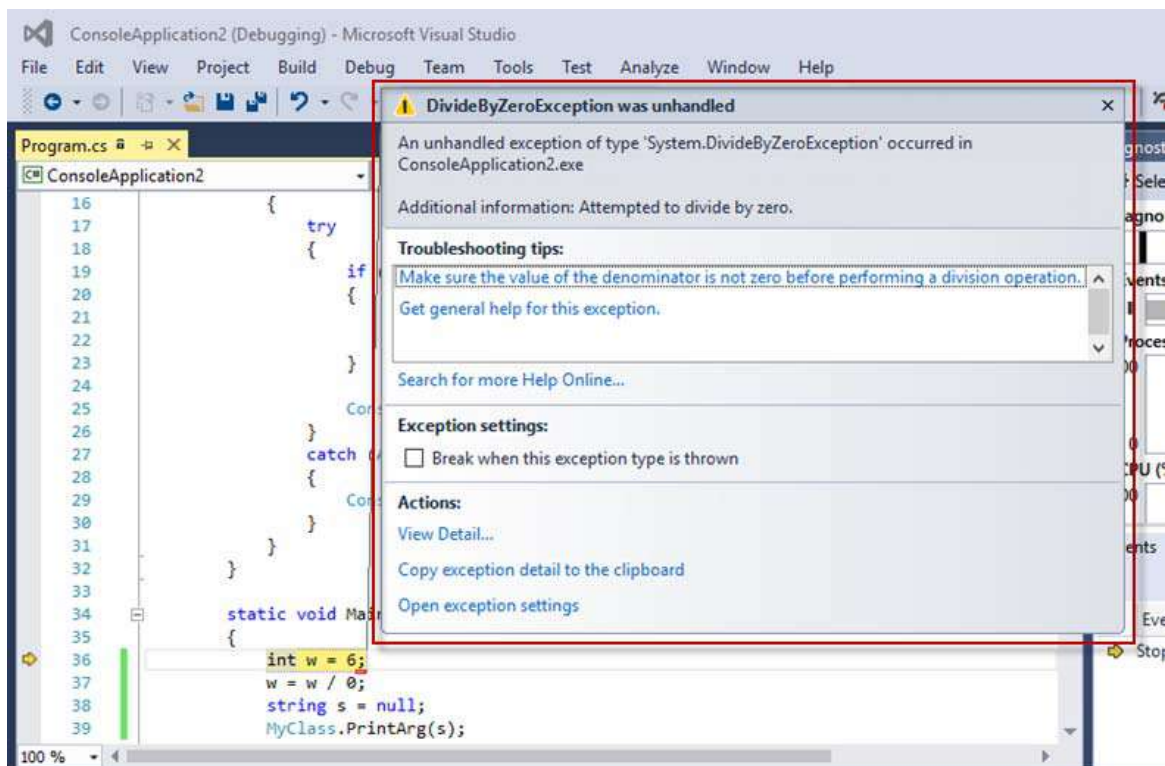 ConsoleApplication2 (Debugging) - Microsoft Visual Studio
File Edit View Project Build Debug Team Tools Test Analyze Window Help
DivideByZeroException was unhandled
Program.cs
An unhandled exception of type 'System.DivideByZeroException' occurred in
ConsoleApplication2.exe
C# ConsoleApplication2
Additional information: Attempted to divide by zero.
Troubleshooting tips:
Make sure the value of the denominator is not zero before performing a division operation.
Get general help for this exception.
Search for more Help Online...
Exception settings:
Break when this exception type is thrown
Actions:
View Detail...
Copy exception detail to the clipboard
Open exception settings
16 {
17 try
18 {
19 if
20 {
21
22
23 }
24
25
26 }
27 catch
28 {
29
30 }
31 }
32 }
33
34 static void
35 {
36 int w = 6;
37 w = w / 0;
38 string s = null;
39 MyClass.PrintArg(s);
100 %